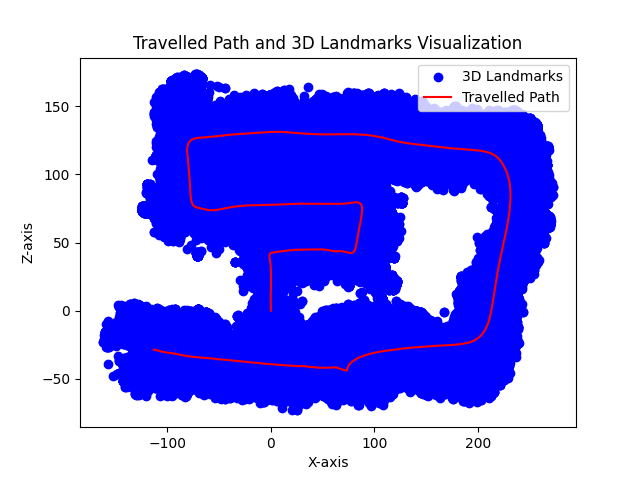 Travelled Path and 3D Landmarks Visualization
3D Landmarks
Travelled Path
Z-axis
150
100
50
0
−50
−100
0
100
200
X-axis